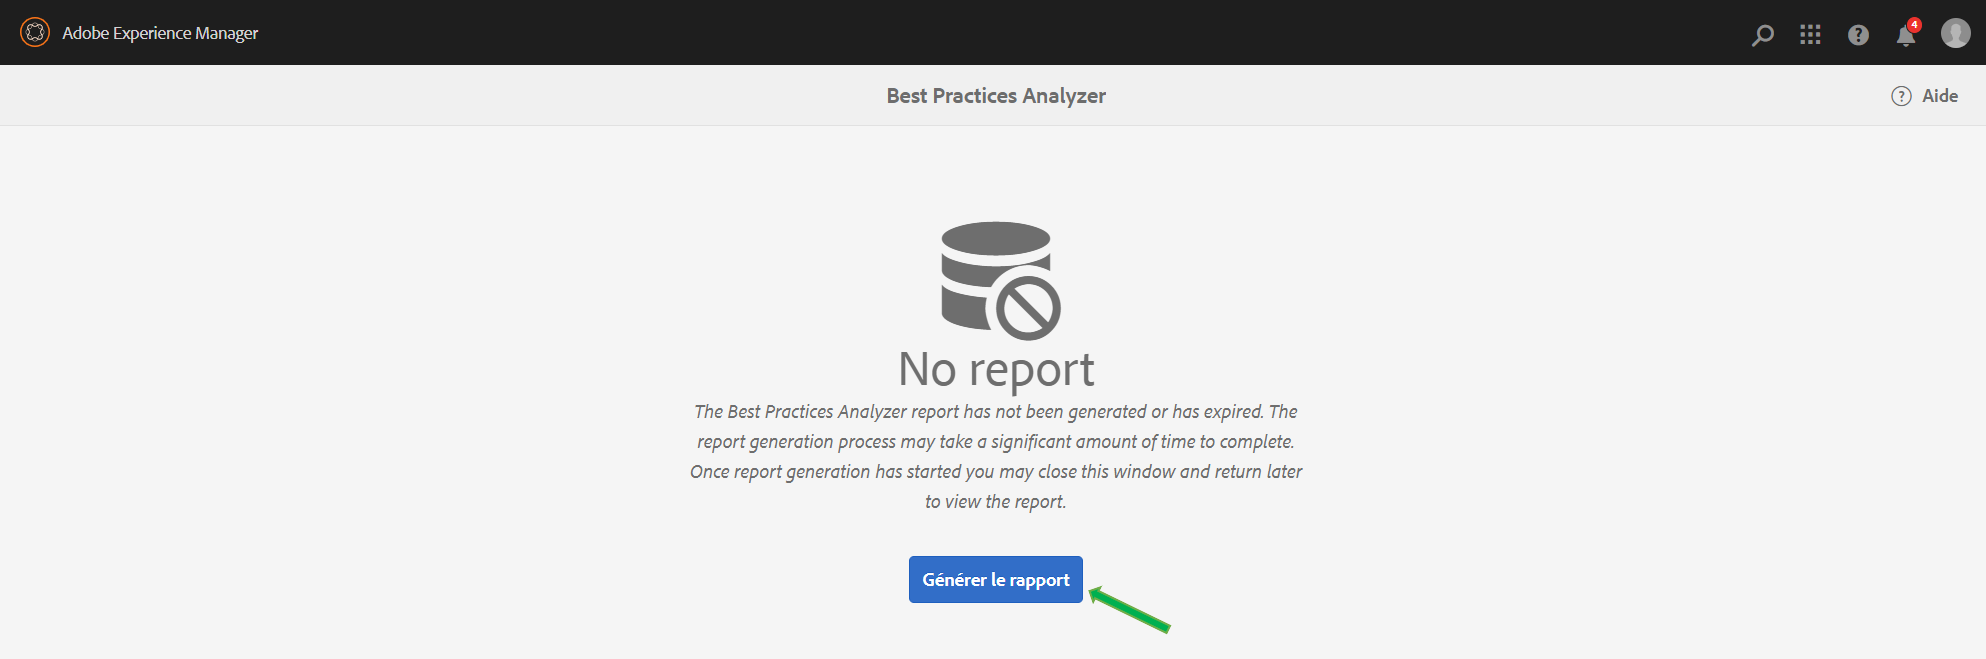 Adobe Experience Manager
4
Best Practices Analyzer
Aide
No report
The Best Practices Analyzer report has not been generated or has expired. The
report generation process may take a significant amount of time to complete.
Once report generation has started you may close this window and return later
to view the report.
Générer le rapport